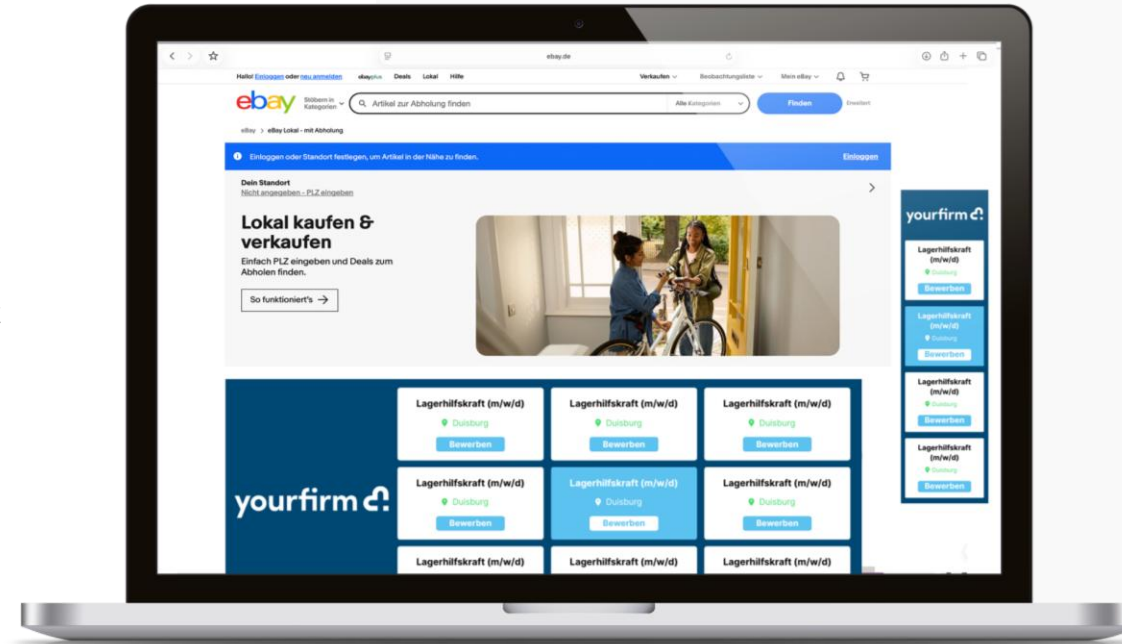 ebay.de
Hallo! Einloggen oder neu anmelden ebayplus Deals Lokal Hilfe Verkaufen Beobachtungsliste Mein eBay
ebay Stöbern in Kategorien Artikel zur Abholung finden Alle Kategorien Finden Erweitert
eBay > eBay Lokal - mit Abholung
Einloggen oder Standort festlegen, um Artikel in der Nähe zu finden. Einloggen
Dein Standort
Nicht angegeben - PLZ eingeben
Lokal kaufen &
verkaufen
Einfach PLZ eingeben und Deals zum
Abholen finden.
So funktioniert's →
yourfirm
Lagerhilfskraft
(m/w/d)
Duisburg
Bewerben
Lagerhilfskraft
(m/w/d)
Duisburg
Bewerben
Lagerhilfskraft
(m/w/d)
Duisburg
Bewerben
Lagerhilfskraft
(m/w/d)
Duisburg
Bewerben
yourfirm
Lagerhilfskraft (m/w/d) Lagerhilfskraft (m/w/d) Lagerhilfskraft (m/w/d)
Duisburg Duisburg Duisburg
Bewerben Bewerben Bewerben
Lagerhilfskraft (m/w/d) Lagerhilfskraft (m/w/d) Lagerhilfskraft (m/w/d)
Duisburg Duisburg Duisburg
Bewerben Bewerben Bewerben
Lagerhilfskraft (m/w/d) Lagerhilfskraft (m/w/d) Lagerhilfskraft (m/w/d)